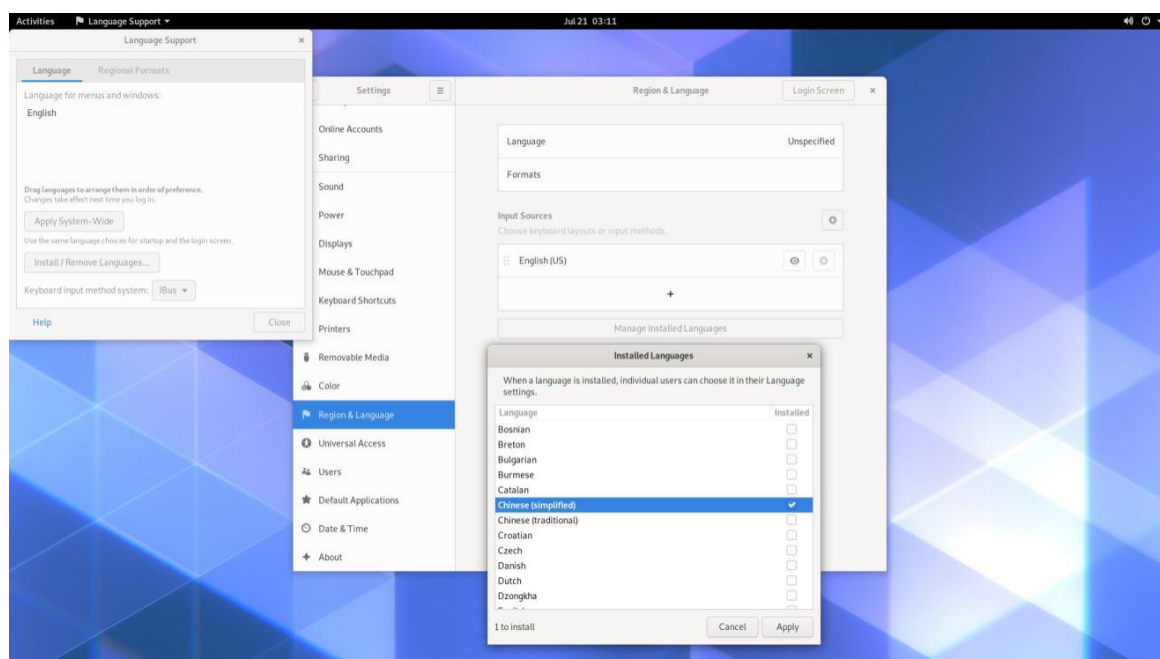 Activities
Language Support
Jul 21 03:11
Language Support
Language
Regional Formats
Language for menus and windows:
English
Drag languages to arrange them in order of preference.
Changes take effect next time you log in.
Apply System-Wide
Use the same language choices for startup and the login screen.
Install / Remove Languages...
Keyboard input method system:
IBus
Help
Close
Settings
Online Accounts
Sharing
Sound
Power
Displays
Mouse & Touchpad
Keyboard Shortcuts
Printers
Removable Media
Color
Region & Language
Universal Access
Users
Default Applications
Date & Time
About
Region & Language
Login Screen
Language
Unspecified
Formats
Input Sources
Choose keyboard layouts or input methods.
English (US)
Manage Installed Languages
Installed Languages
When a language is installed, individual users can choose it in their Language
settings.
Language
Installed
Bosnian
Breton
Bulgarian
Burmese
Catalan
Chinese (simplified)
Chinese (traditional)
Croatian
Czech
Danish
Dutch
Dzongkha
1 to install
Cancel
Apply